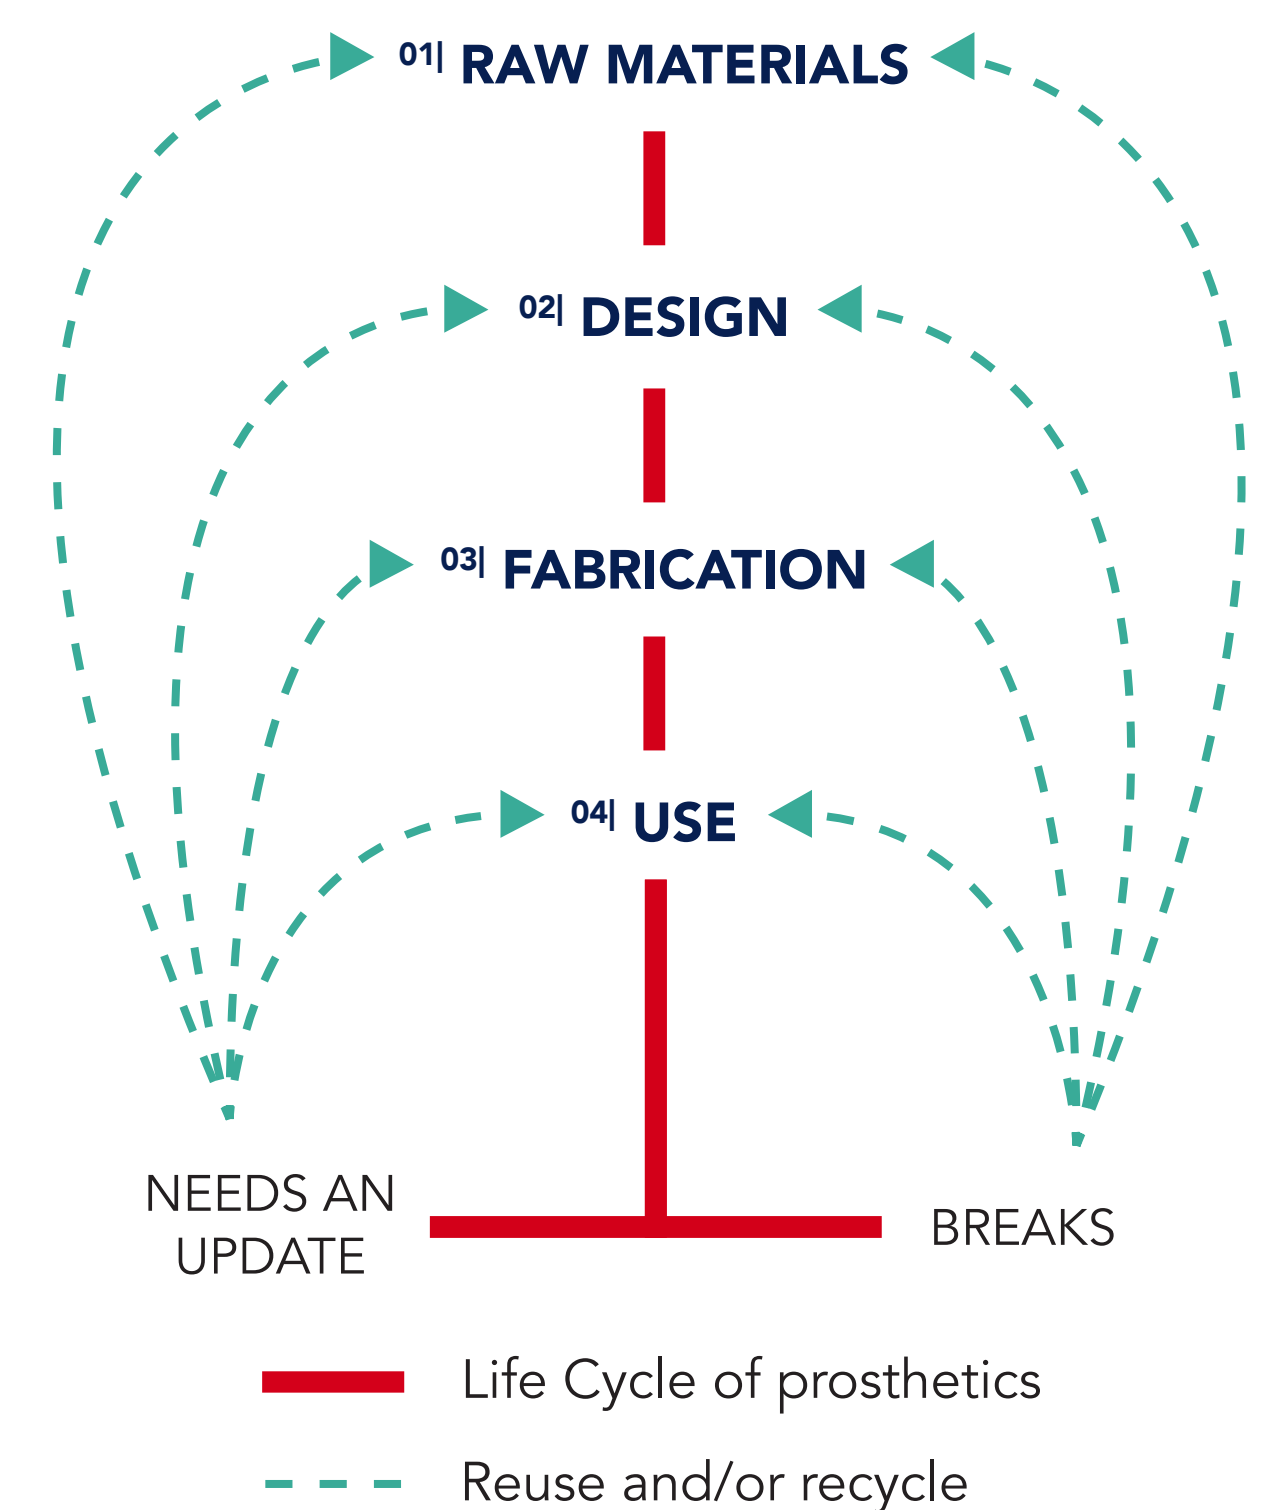 01| RAW MATERIALS
02| DESIGN
03| FABRICATION
04| USE
NEEDS AN
UPDATE
BREAKS
Life Cycle of prosthetics
Reuse and/or recycle